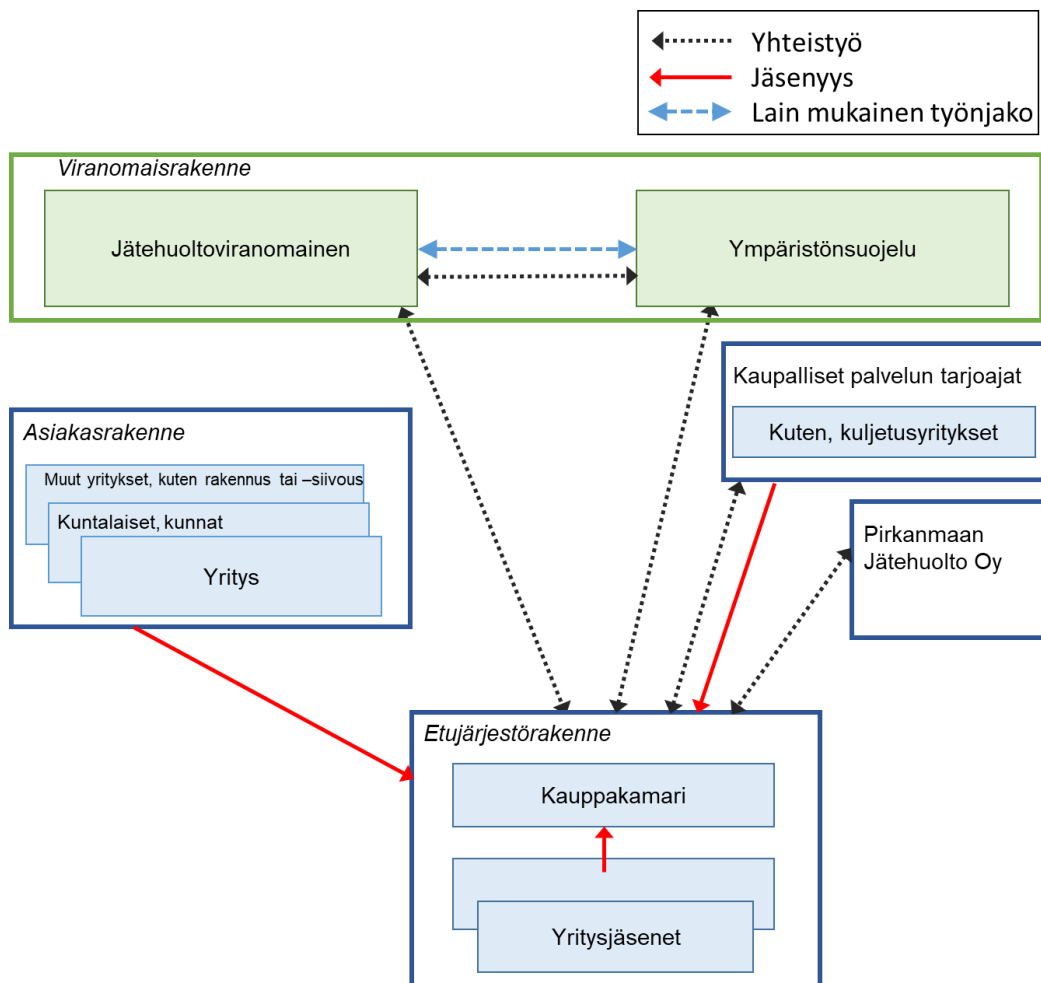 Yhteistyö
Jäsenyys
Lain mukainen työnjako
Viranomaisrakenne
Jätehuoltoviranomainen
Ympäristönsuojelu
Kaupalliset palvelun tarjoajat
Kuten, kuljetusyritykset
Asiakasrakenne
Muut yritykset, kuten rakennus tai –siivous
Kuntalaiset, kunnat
Yritys
Pirkanmaan
Jätehuolto Oy
Etujärjestörakenne
Kauppakamari
Yritysjäsenet